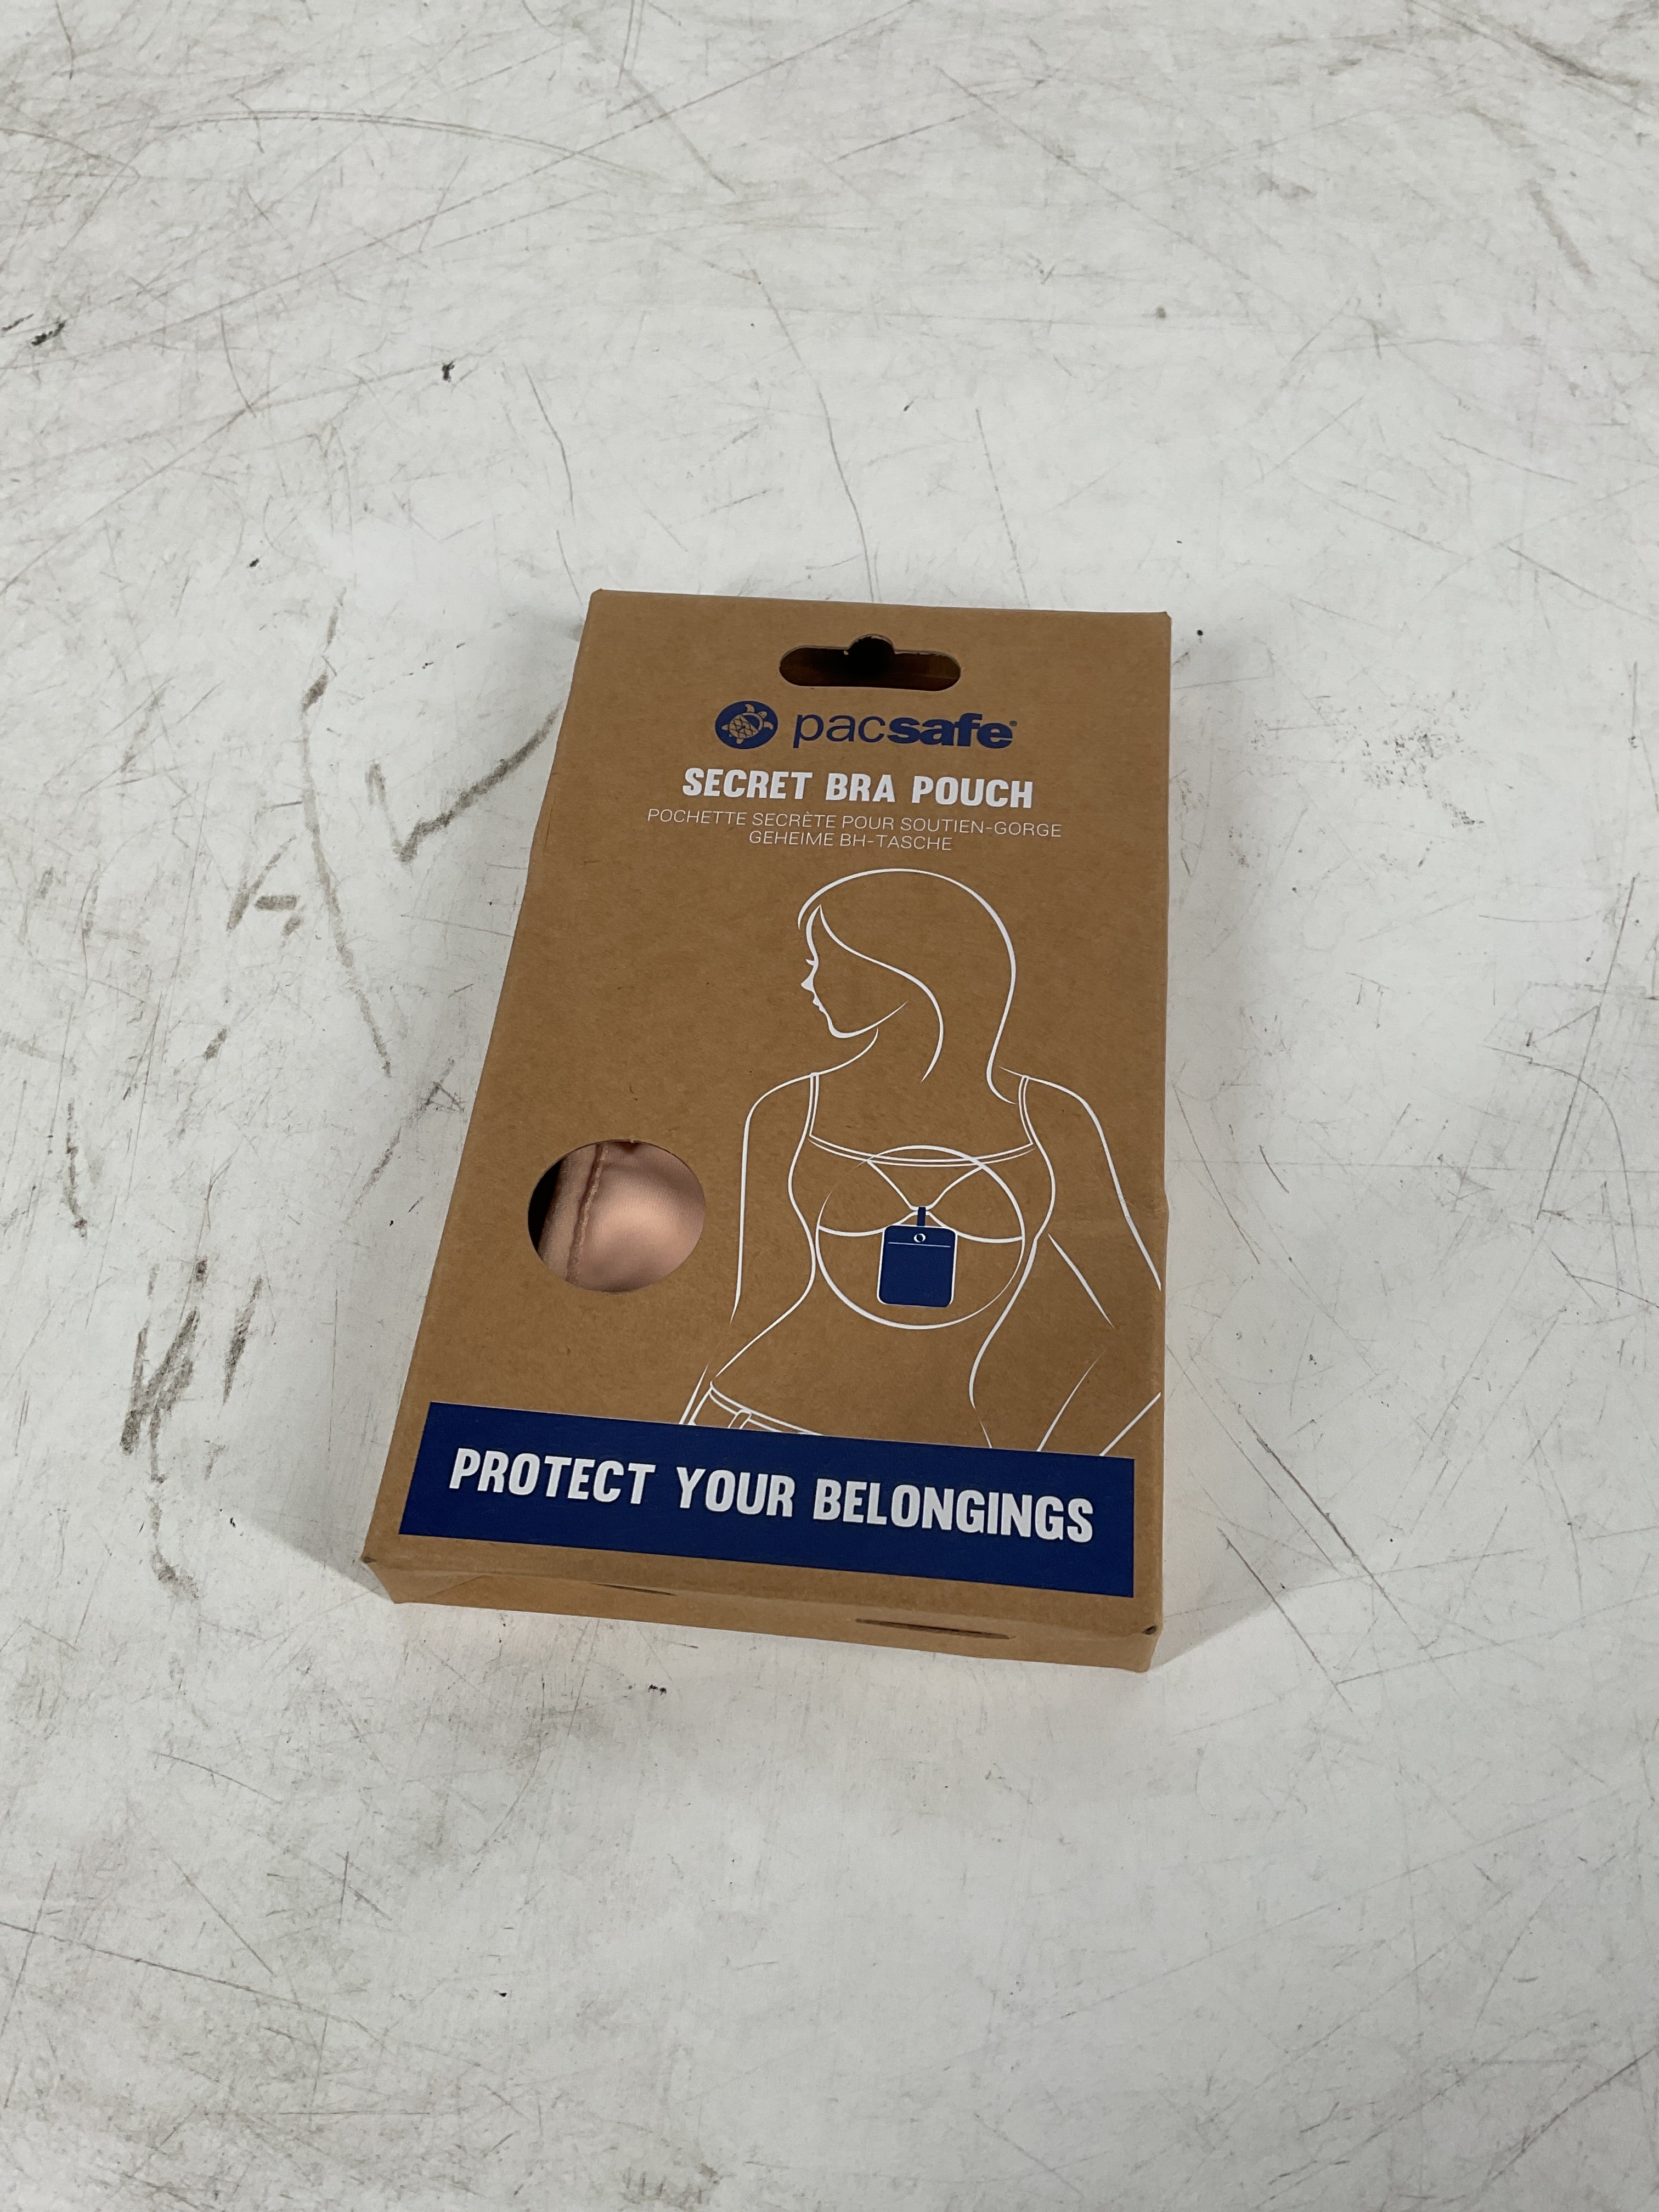 pacsafe®
SECRET BRA POUCH
POCHETTE SECRÈTE POUR SOUTIEN-GORGE
GEHEIME BH-TASCHE
PROTECT YOUR BELONGINGS